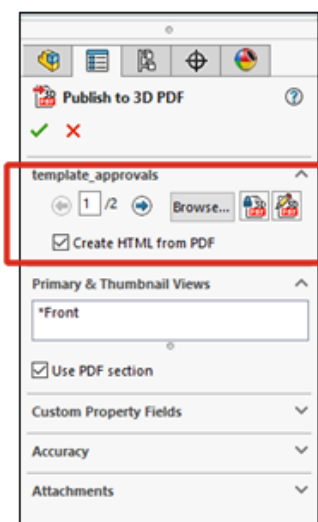 Publish to 3D PDF
template_approvals
1 /2 Browse...
Create HTML from PDF
Primary & Thumbnail Views
*Front
Use PDF section
Custom Property Fields
Accuracy
Attachments